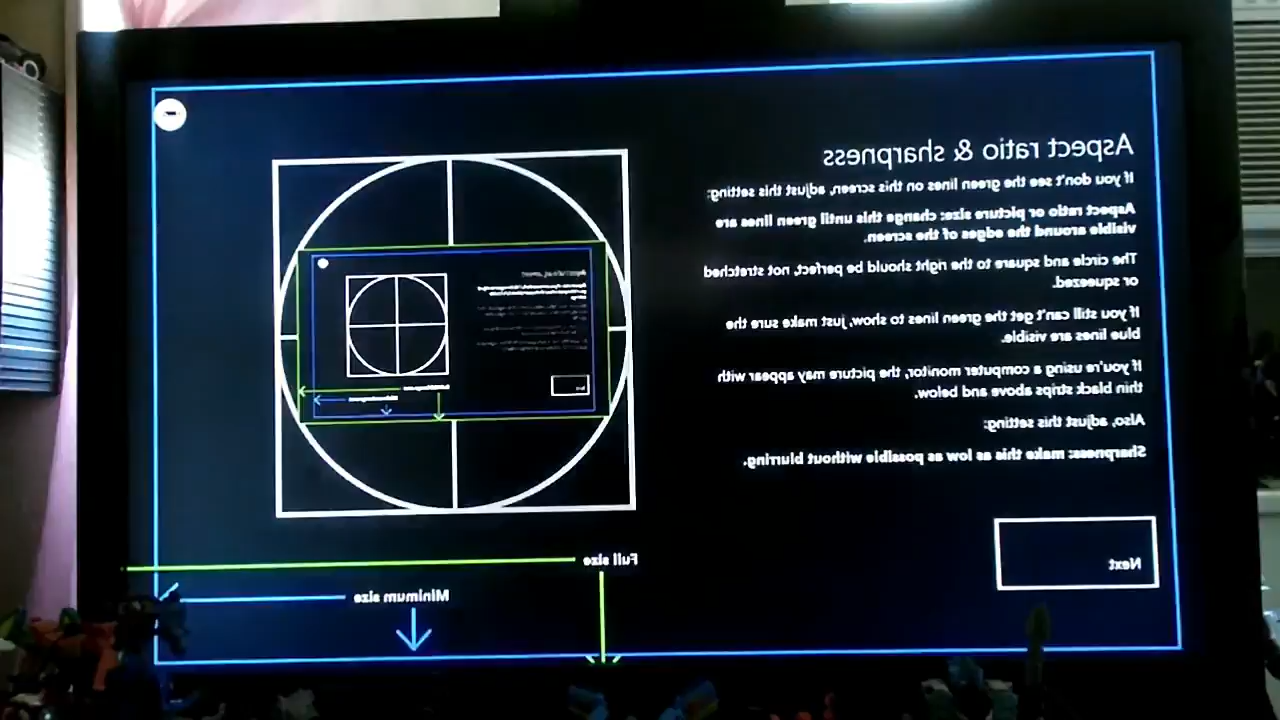 Aspect ratio & sharpness
If you don't see the green lines on this screen, adjust this setting:
Aspect ratio or picture size: change this until green lines are
visible around the edges of the screen.
The circle and square to the right should be perfect, not stretched
or squeezed.
If you still can't get the green lines to show, just make sure the
blue lines are visible.
If you're using a computer monitor, the picture may appear with
thin black strips above and below.
Also, adjust this setting:
Sharpness: make this as low as possible without blurring.
Next
Full size
Minimum size